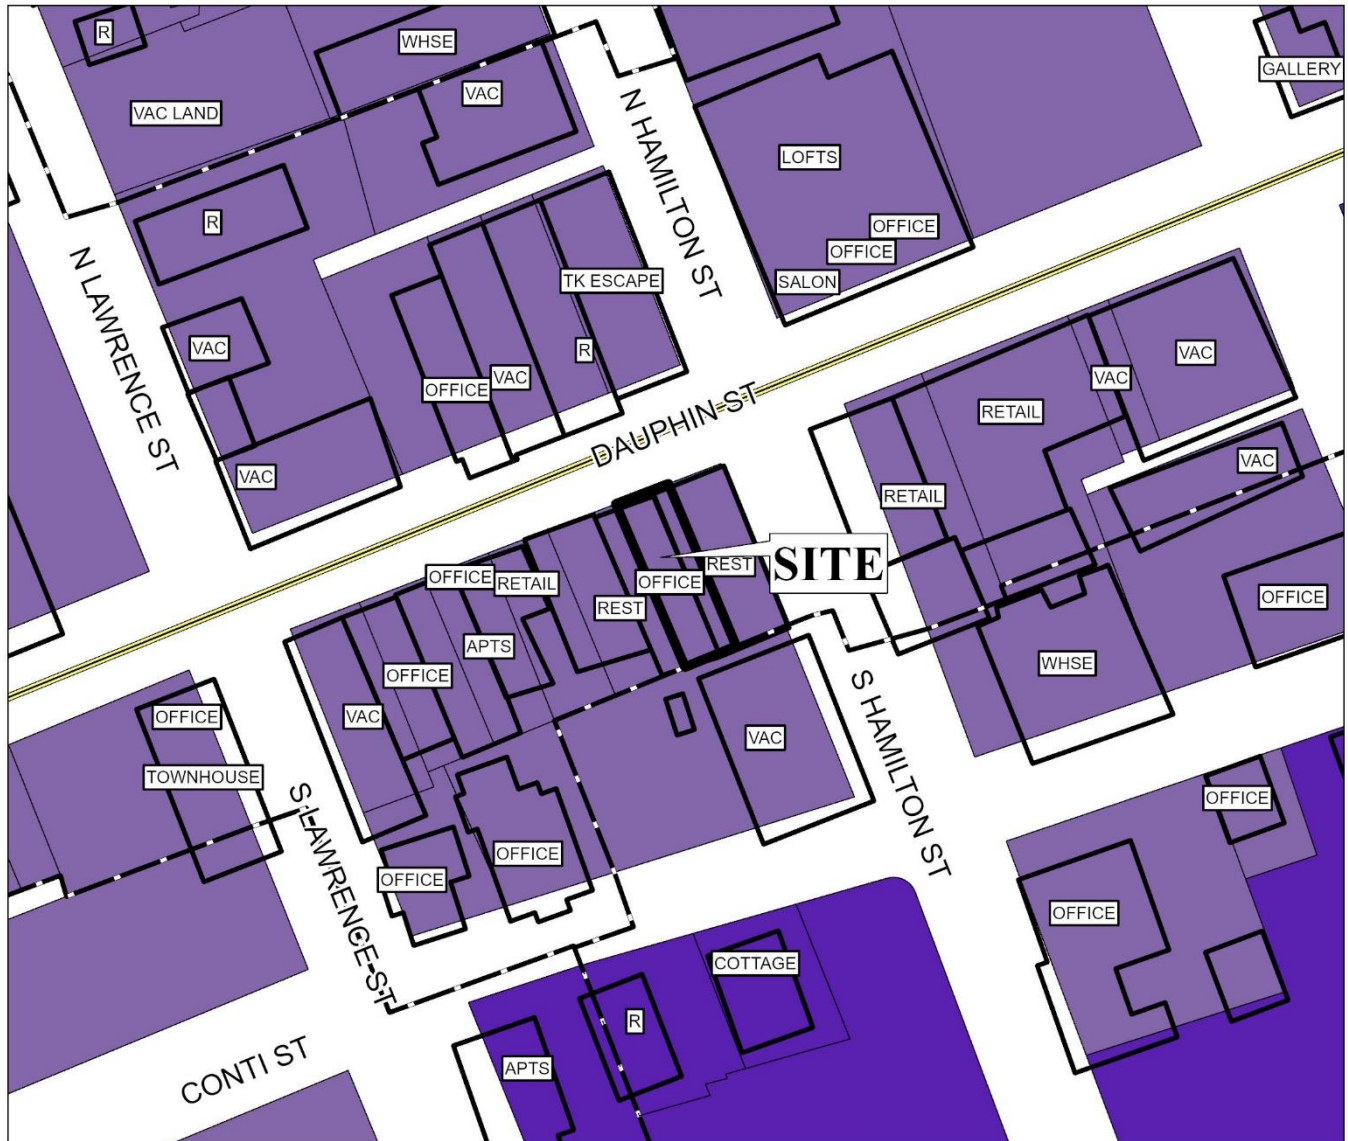 R
WHSE
GALLERY
VAC
VAC LAND
N HAMILTON ST
LOFTS
R
OFFICE
OFFICE
SALON
TK ESCAPE
N LAWRENCE ST
VAC
R
VAC
VAC
RETAIL
OFFICE
VAC
DAUPHIN ST
VAC
VAC
RETAIL
SITE
REST
OFFICE
RETAIL
OFFICE
REST
OFFICE
APTS
OFFICE
WHSE
S HAMILTON ST
VAC
OFFICE
VAC
TOWNHOUSE
OFFICE
S LAWRENCE ST
OFFICE
OFFICE
OFFICE
COTTAGE
R
CONTI ST
APTS